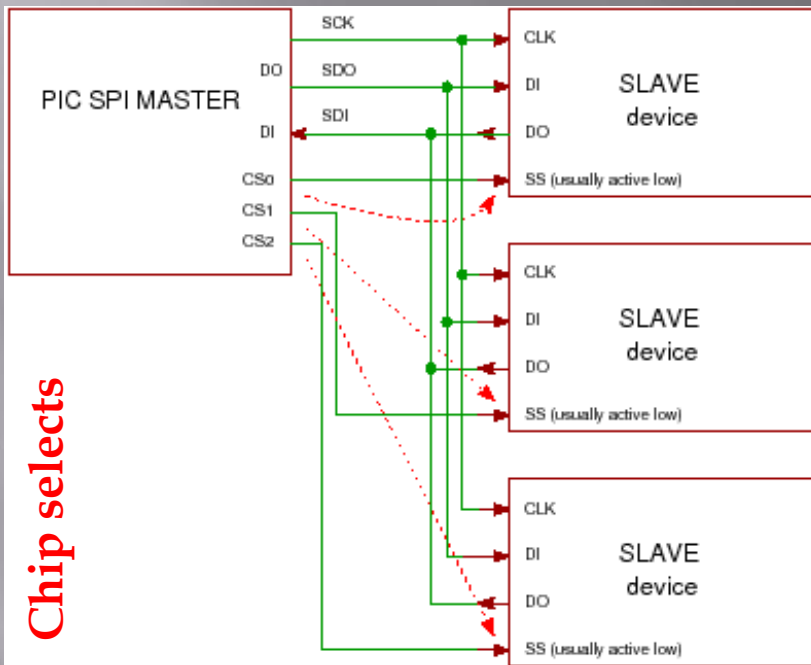 PIC SPI MASTER
DO
DI
CS0
CS1
CS2
SCK
SDO
SDI
CLK
DI
DO
SS (usually active low)
SLAVE
device
CLK
DI
DO
SS (usually active low)
SLAVE
device
CLK
DI
DO
SS (usually active low)
SLAVE
device
Chip selects